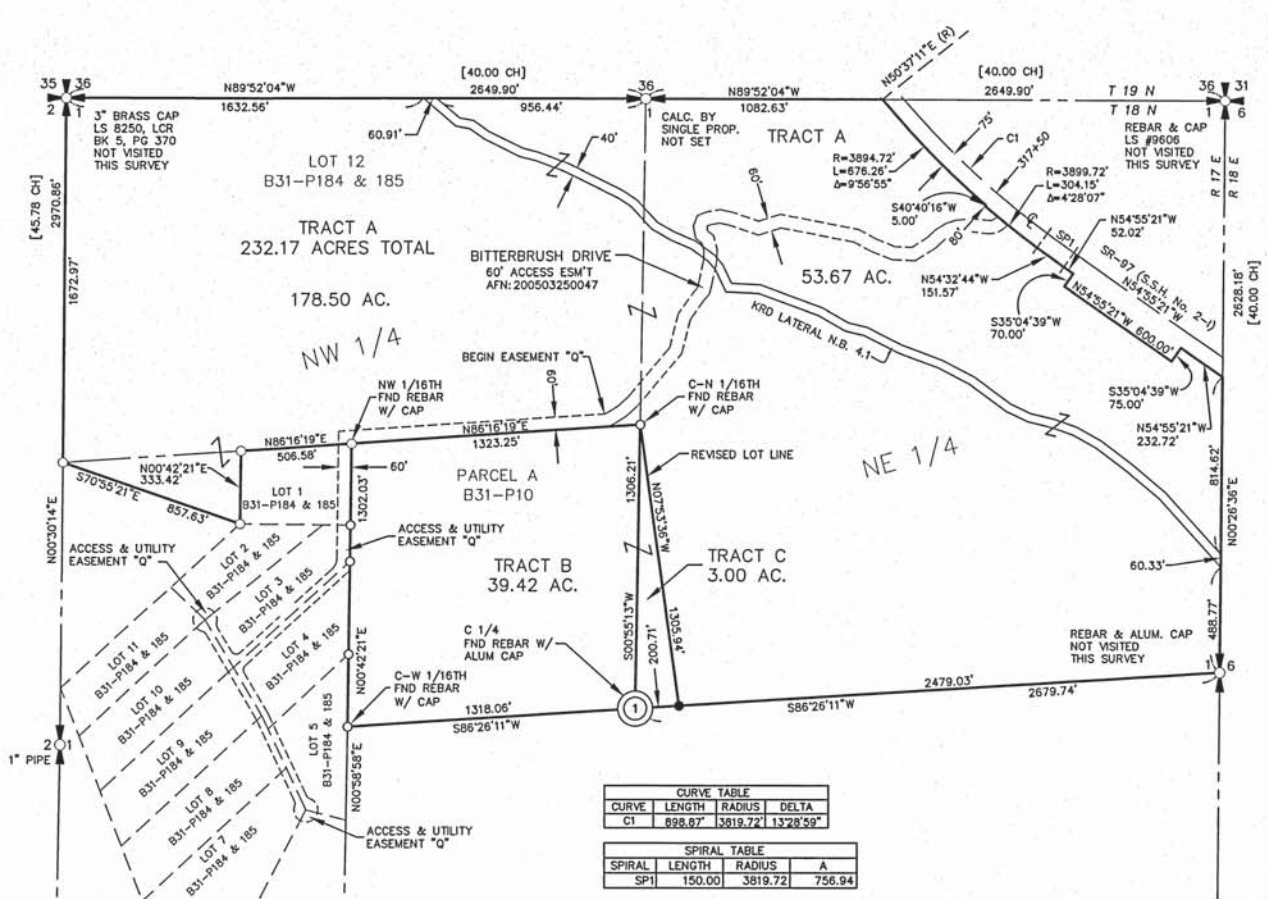 35
36
2
1
N89°52'04"W
1632.56'
[40.00 CH]
2649.90'
956.44'
36
1
N89°52'04"W
1082.63'
N50°37'11"E (R)
[40.00 CH]
2649.90'
T 19 N
T 18 N
36
31
1
6
3" BRASS CAP
LS 8250, LCR
BK 5, PG 370
NOT VISITED
THIS SURVEY
60.91'
40'
CALC. BY
SINGLE PROP.
NOT SET
TRACT A
75'
C1
317+50
REBAR & CAP
LS #9606
NOT VISITED
THIS SURVEY
R 17 E
R 18 E
LOT 12
B31-P184 & 185
R=3894.72'
L=676.26'
Δ=9°56'55"
R=3899.72'
L=304.15'
Δ=4°28'07"
[45.78 CH]
2970.86'
1672.97'
TRACT A
232.17 ACRES TOTAL
178.50 AC.
60'
S40°40'16"W
5.00'
80'
N54°55'21"W
52.02'
BITTERBRUSH DRIVE
60' ACCESS ESM'T
AFN: 200503250047
53.67 AC.
SP1
SR-97 (S.S.H. No. 2-I)
N54°55'21"W
N54°32'44"W
151.57'
2628.18'
[40.00 CH]
KRD LATERAL N.B. 4.1
S35°04'39"W
70.00'
N54°55'21"W 600.00'
NW 1/4
BEGIN EASEMENT "Q"
S35°04'39"W
75.00'
NW 1/16TH
FND REBAR
W/ CAP
60'
C-N 1/16TH
FND REBAR
W/ CAP
N54°55'21"W
232.72'
N86°16'19"E
506.58'
N86°16'19"E
1323.25'
NE 1/4
814.62'
N00°26'36"E
N00°42'21"E
333.42'
60'
REVISED LOT LINE
S70°55'21"E
857.63'
LOT 1
B31-P184 & 185
PARCEL A
B31-P10
1302.03'
1306.21'
N07°53'36"W
N00°30'14"E
ACCESS & UTILITY
EASEMENT "Q"
ACCESS & UTILITY
EASEMENT "Q"
TRACT B
39.42 AC.
TRACT C
3.00 AC.
60.33'
LOT 2
B31-P184 & 185
LOT 3
B31-P184 & 185
LOT 4
B31-P184 & 185
S00°55'13"W
1305.94'
200.71'
C 1/4
FND REBAR W/
ALUM CAP
REBAR & ALUM. CAP
NOT VISITED
THIS SURVEY
488.77'
LOT 11
B31-P184 & 185
N00°42'21"E
C-W 1/16TH
FND REBAR
W/ CAP
1
6
LOT 10
B31-P184 & 185
LOT 5
B31-P184 & 185
1318.06'
S86°26'11"W
1
2479.03'
2679.74'
S86°26'11"W
2
1
1" PIPE
LOT 9
B31-P184 & 185
N00°58'58"E
LOT 8
B31-P184 & 185
LOT 7
B31-P184 & 185
ACCESS & UTILITY
EASEMENT "Q"
CURVE TABLE
CURVE LENGTH RADIUS DELTA
C1 898.87' 3819.72' 13°28'59"
SPIRAL TABLE
SPIRAL LENGTH RADIUS A
SP1 150.00 3819.72 756.94